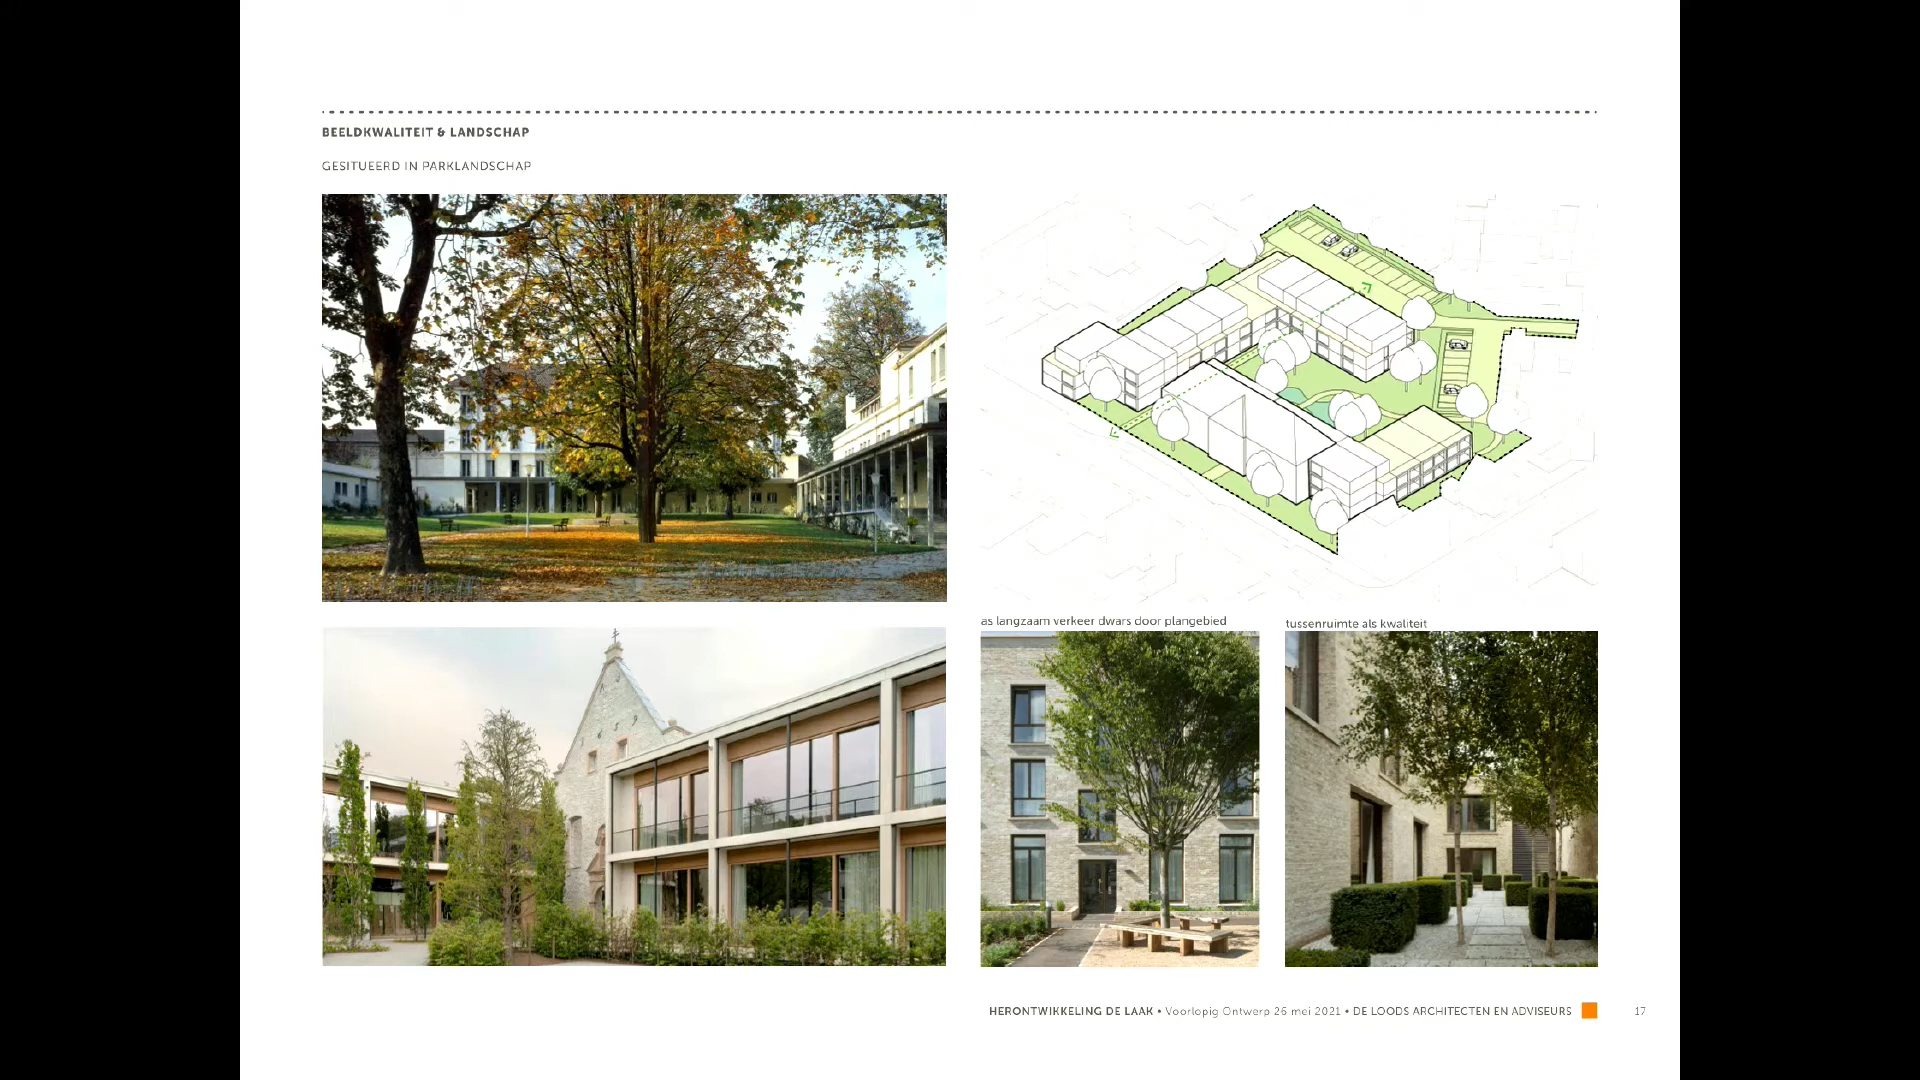 BEELDKWALITEIT & LANDSCHAP
GESITUEERD IN PARKLANDSCHAP
as langzaam verkeer dwars door plangebied
tussenruimte als kwaliteit
HERONTWIKKELING DE LAAK • Voorlopig Ontwerp 26 mei 2021 • DE LOODS ARCHITECTEN EN ADVISEURS 17